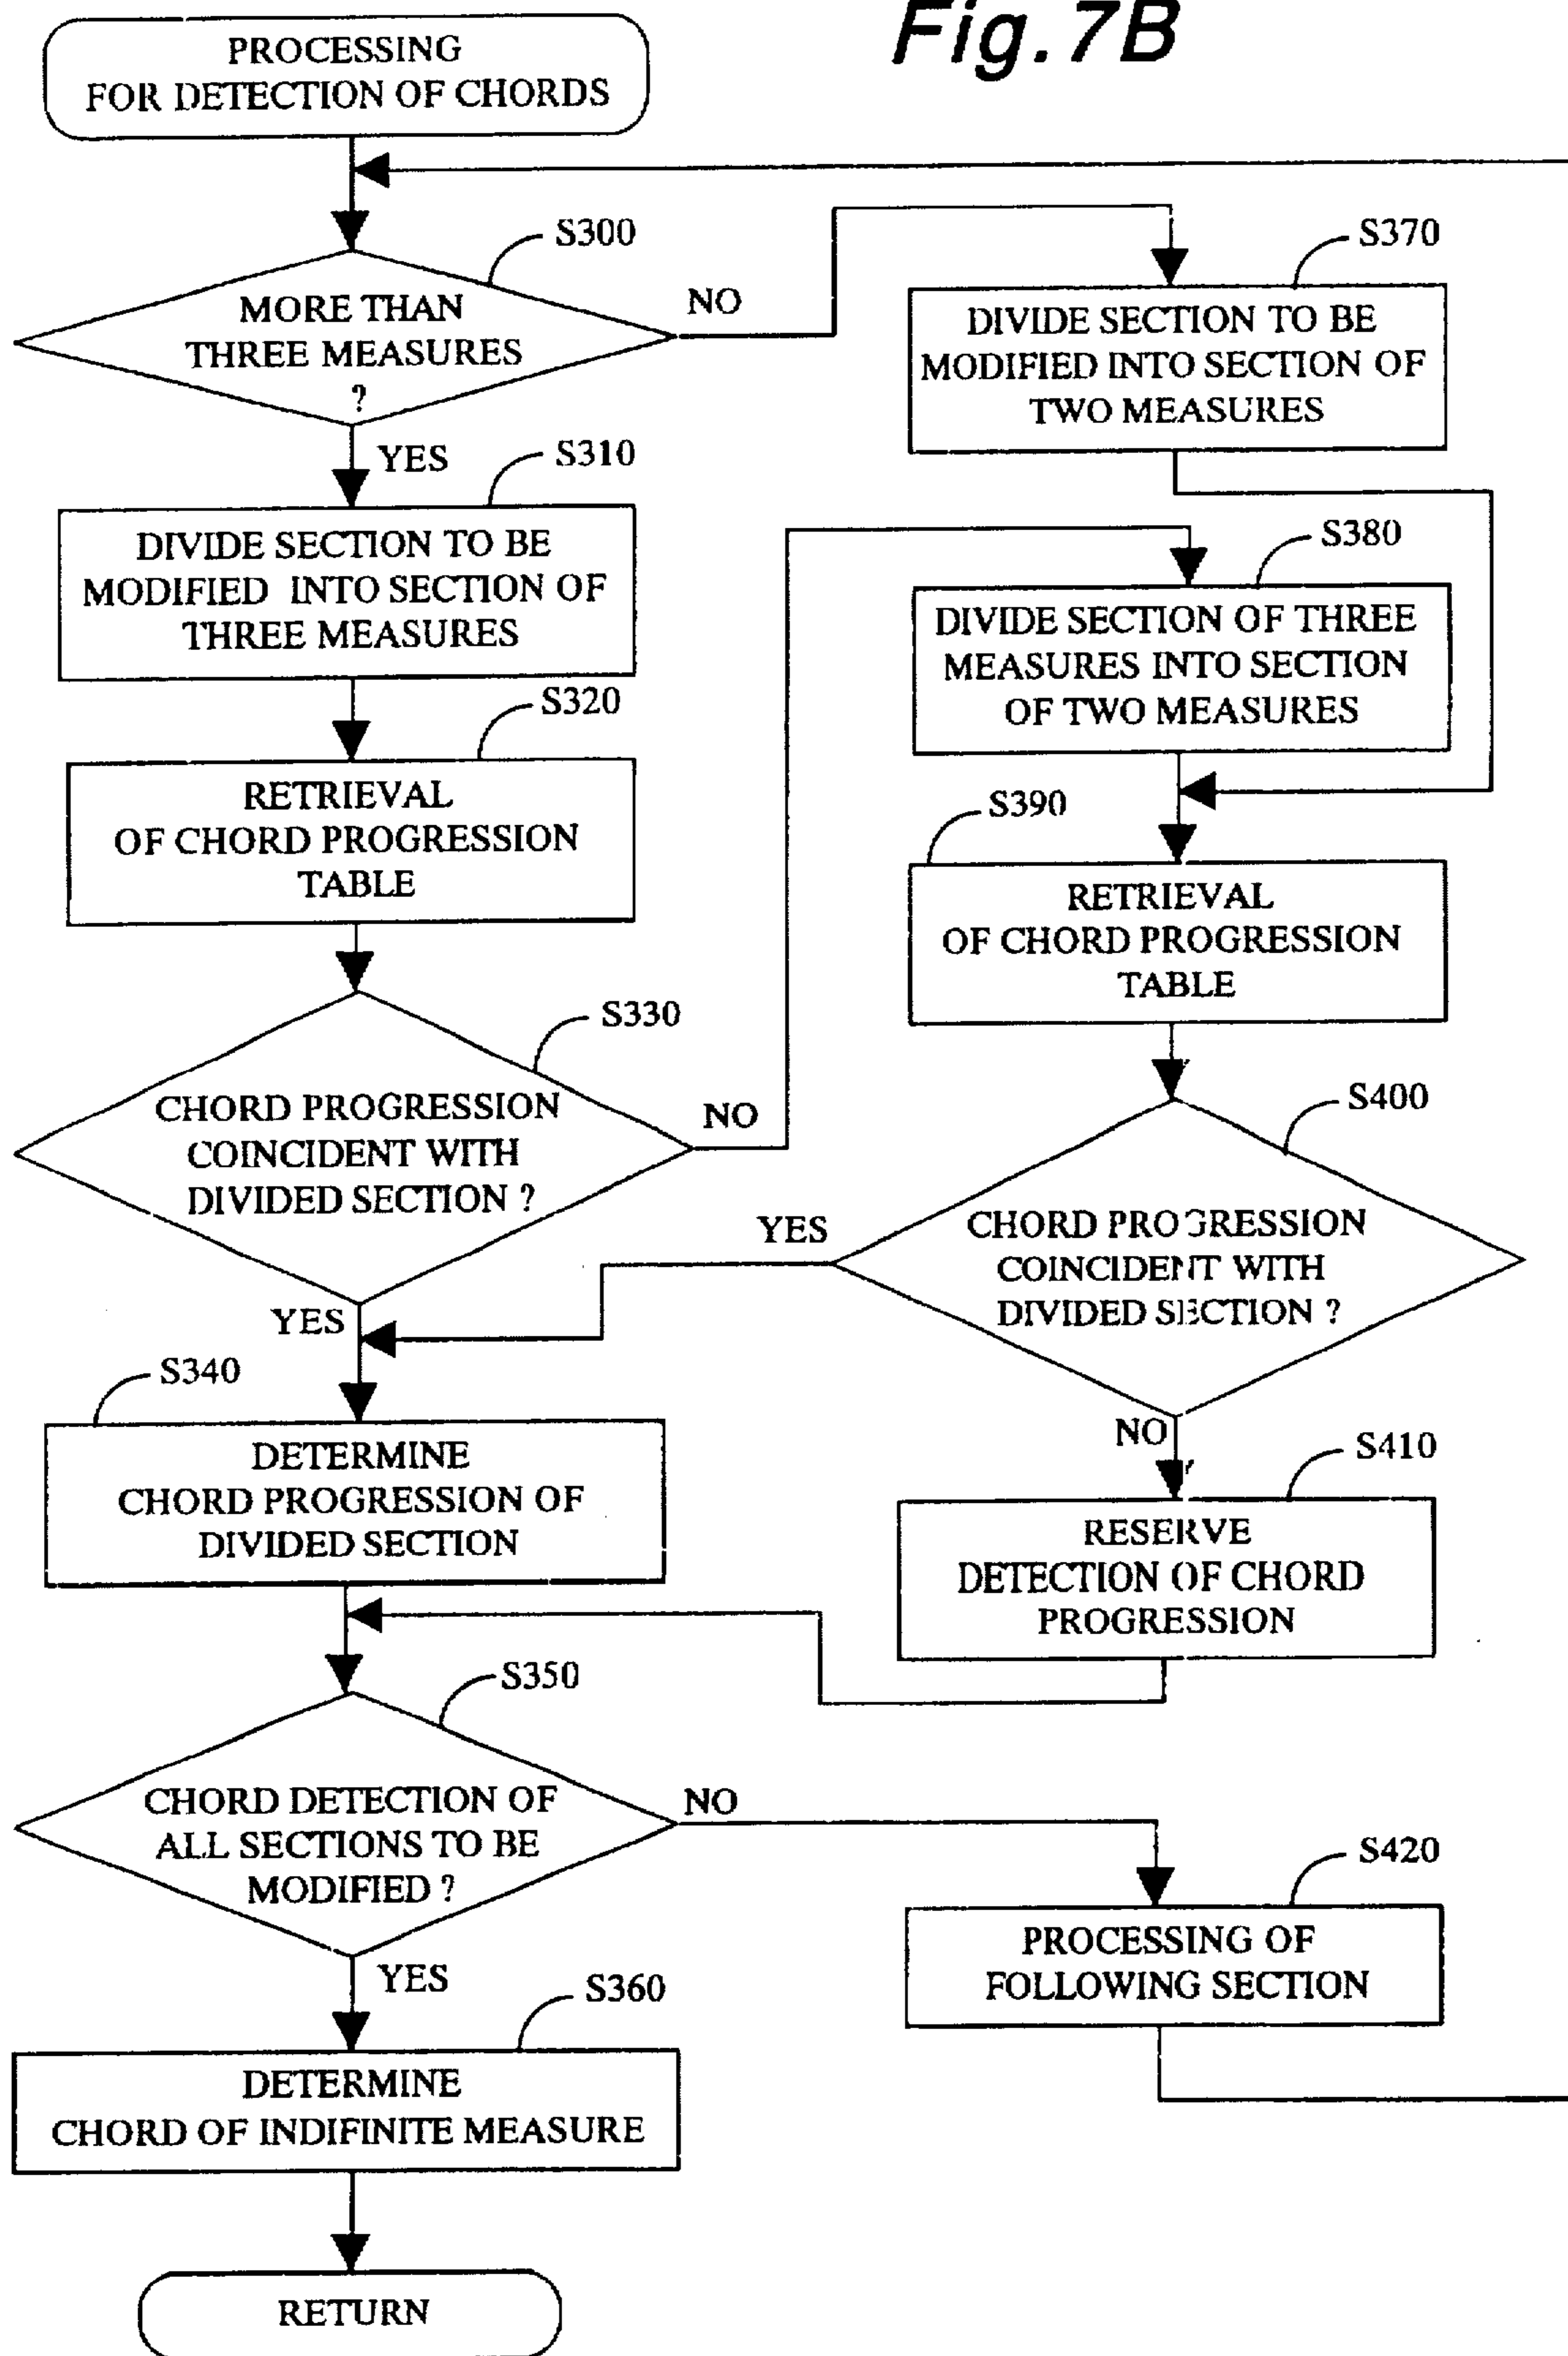 Fig.7B
PROCESSING
FOR DETECTION OF CHORDS
S300
MORE THAN
THREE MEASURES
?
NO
YES
S310
DIVIDE SECTION TO BE
MODIFIED INTO SECTION OF
THREE MEASURES
S320
RETRIEVAL
OF CHORD PROGRESSION
TABLE
S330
CHORD PROGRESSION
COINCIDENT WITH
DIVIDED SECTION ?
NO
YES
S340
DETERMINE
CHORD PROGRESSION OF
DIVIDED SECTION
S350
CHORD DETECTION OF
ALL SECTIONS TO BE
MODIFIED ?
NO
YES
S360
DETERMINE
CHORD OF INDIFINITE MEASURE
RETURN
S370
DIVIDE SECTION TO BE
MODIFIED INTO SECTION OF
TWO MEASURES
S380
DIVIDE SECTION OF THREE
MEASURES INTO SECTION
OF TWO MEASURES
S390
RETRIEVAL
OF CHORD PROGRESSION
TABLE
S400
CHORD PROGRESSION
COINCIDENT WITH
DIVIDED SECTION ?
YES
NO
S410
RESERVE
DETECTION OF CHORD
PROGRESSION
S420
PROCESSING OF
FOLLOWING SECTION